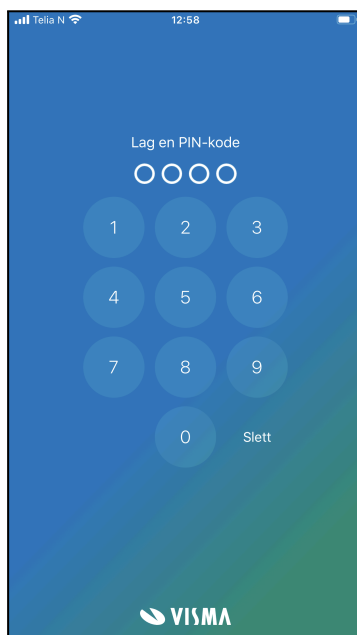 Telia N 12:58
Lag en PIN-kode
1 2 3
4 5 6
7 8 9
0 Slett
VISMA